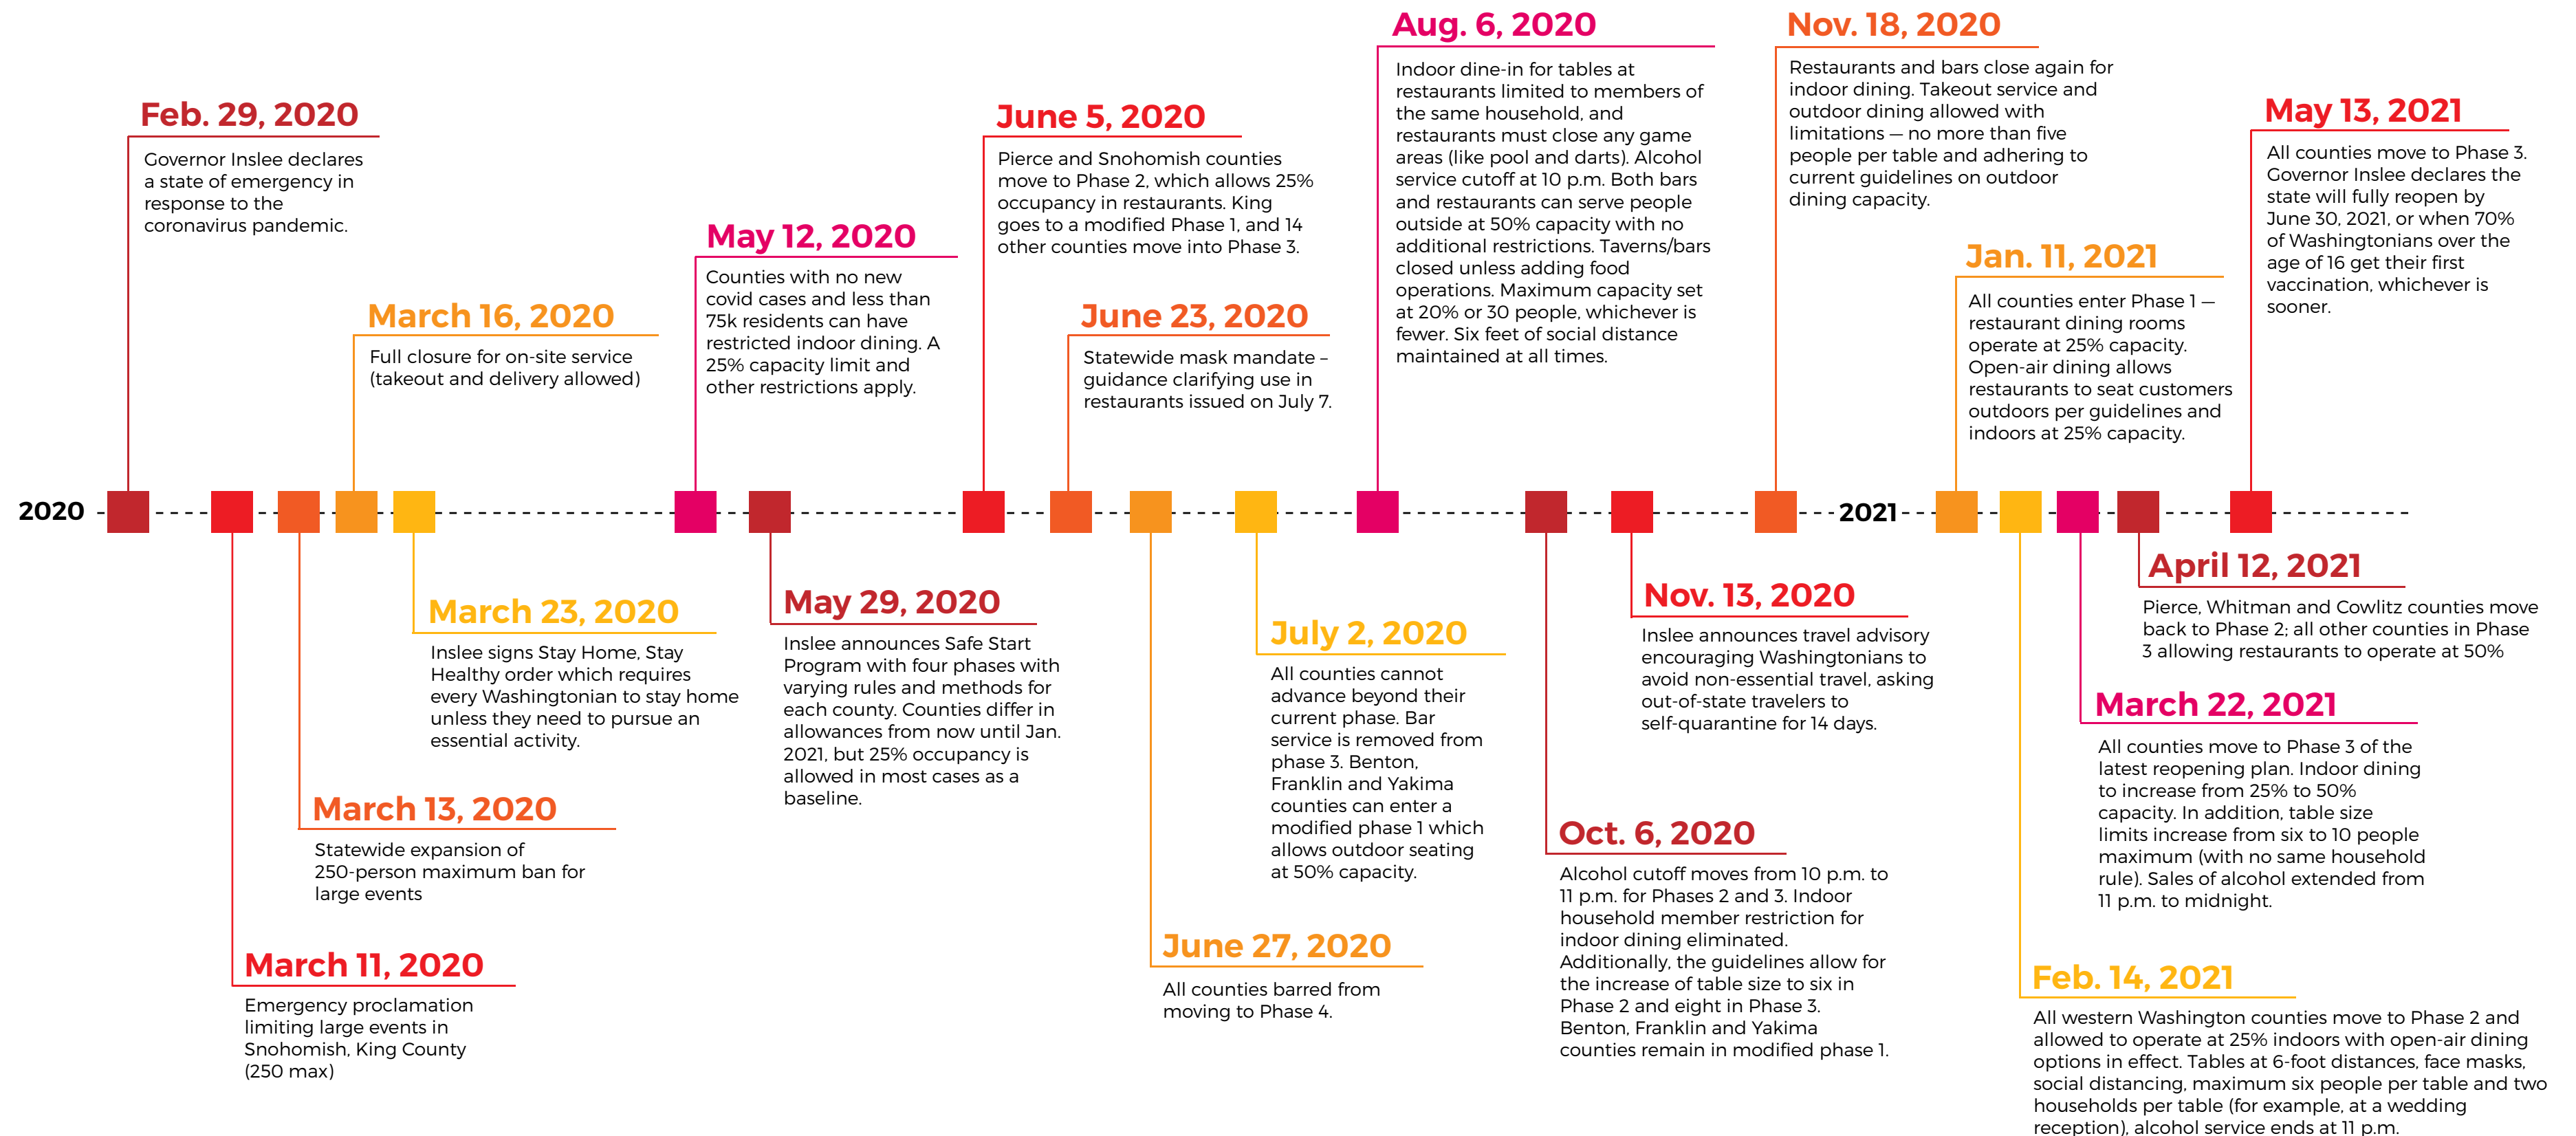 Feb. 29, 2020
Governor Inslee declares
a state of emergency in
response to the
coronavirus pandemic.
March 16, 2020
Full closure for on-site service
(takeout and delivery allowed)
May 12, 2020
Counties with no new
covid cases and less than
75k residents can have
restricted indoor dining. A
25% capacity limit and
other restrictions apply.
June 5, 2020
Pierce and Snohomish counties
move to Phase 2, which allows 25%
occupancy in restaurants. King
goes to a modified Phase 1, and 14
other counties move into Phase 3.
June 23, 2020
Statewide mask mandate –
guidance clarifying use in
restaurants issued on July 7.
Aug. 6, 2020
Indoor dine-in for tables at
restaurants limited to members of
the same household, and
restaurants must close any game
areas (like pool and darts). Alcohol
service cutoff at 10 p.m. Both bars
and restaurants can serve people
outside at 50% capacity with no
additional restrictions. Taverns/bars
closed unless adding food
operations. Maximum capacity set
at 20% or 30 people, whichever is
fewer. Six feet of social distance
maintained at all times.
Nov. 18, 2020
Restaurants and bars close again for
indoor dining. Takeout service and
outdoor dining allowed with
limitations — no more than five
people per table and adhering to
current guidelines on outdoor
dining capacity.
Jan. 11, 2021
All counties enter Phase 1 —
restaurant dining rooms
operate at 25% capacity.
Open-air dining allows
restaurants to seat customers
outdoors per guidelines and
indoors at 25% capacity.
May 13, 2021
All counties move to Phase 3.
Governor Inslee declares the
state will fully reopen by
June 30, 2021, or when 70%
of Washingtonians over the
age of 16 get their first
vaccination, whichever is
sooner.
2020
2021
March 11, 2020
Emergency proclamation
limiting large events in
Snohomish, King County
(250 max)
March 13, 2020
Statewide expansion of
250-person maximum ban for
large events
March 23, 2020
Inslee signs Stay Home, Stay
Healthy order which requires
every Washingtonian to stay home
unless they need to pursue an
essential activity.
May 29, 2020
Inslee announces Safe Start
Program with four phases with
varying rules and methods for
each county. Counties differ in
allowances from now until Jan.
2021, but 25% occupancy is
allowed in most cases as a
baseline.
June 27, 2020
All counties barred from
moving to Phase 4.
July 2, 2020
All counties cannot
advance beyond their
current phase. Bar
service is removed from
phase 3. Benton,
Franklin and Yakima
counties can enter a
modified phase 1 which
allows outdoor seating
at 50% capacity.
Oct. 6, 2020
Alcohol cutoff moves from 10 p.m. to
11 p.m. for Phases 2 and 3. Indoor
household member restriction for
indoor dining eliminated.
Additionally, the guidelines allow for
the increase of table size to six in
Phase 2 and eight in Phase 3.
Benton, Franklin and Yakima
counties remain in modified phase 1.
Nov. 13, 2020
Inslee announces travel advisory
encouraging Washingtonians to
avoid non-essential travel, asking
out-of-state travelers to
self-quarantine for 14 days.
Feb. 14, 2021
All western Washington counties move to Phase 2 and
allowed to operate at 25% indoors with open-air dining
options in effect. Tables at 6-foot distances, face masks,
social distancing, maximum six people per table and two
households per table (for example, at a wedding
reception), alcohol service ends at 11 p.m.
March 22, 2021
All counties move to Phase 3 of the
latest reopening plan. Indoor dining
to increase from 25% to 50%
capacity. In addition, table size
limits increase from six to 10 people
maximum (with no same household
rule). Sales of alcohol extended from
11 p.m. to midnight.
April 12, 2021
Pierce, Whitman and Cowlitz counties move
back to Phase 2; all other counties in Phase
3 allowing restaurants to operate at 50%